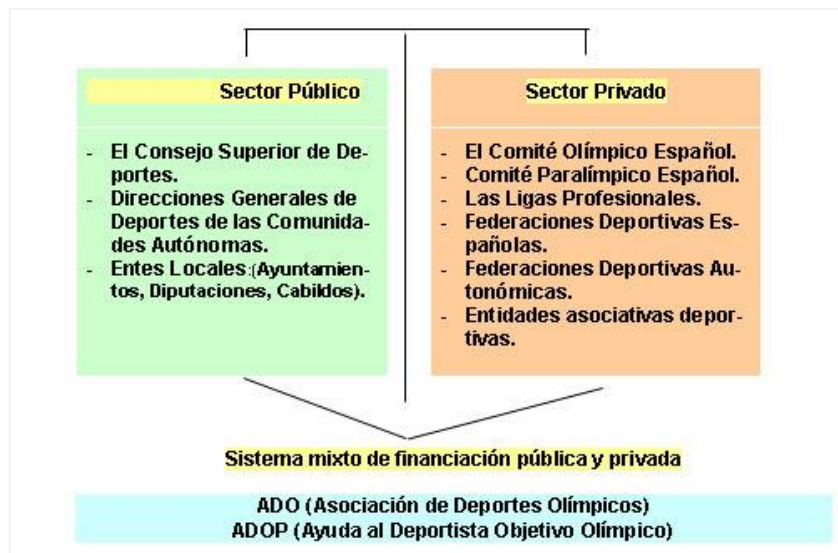 Sector Público
- El Consejo Superior de De-
portes.
- Direcciones Generales de
Deportes de las Comunida-
des Autónomas.
- Entes Locales:(Ayuntamien-
tos, Diputaciones, Cabildos).
Sector Privado
- El Comité Olímpico Español.
- Comité Paralímpico Español.
- Las Ligas Profesionales.
- Federaciones Deportivas Es-
pañolas.
- Federaciones Deportivas Au-
tonómicas.
- Entidades asociativas depor-
tivas.
Sistema mixto de financiación pública y privada
ADO (Asociación de Deportes Olímpicos)
ADOP (Ayuda al Deportista Objetivo Olímpico)